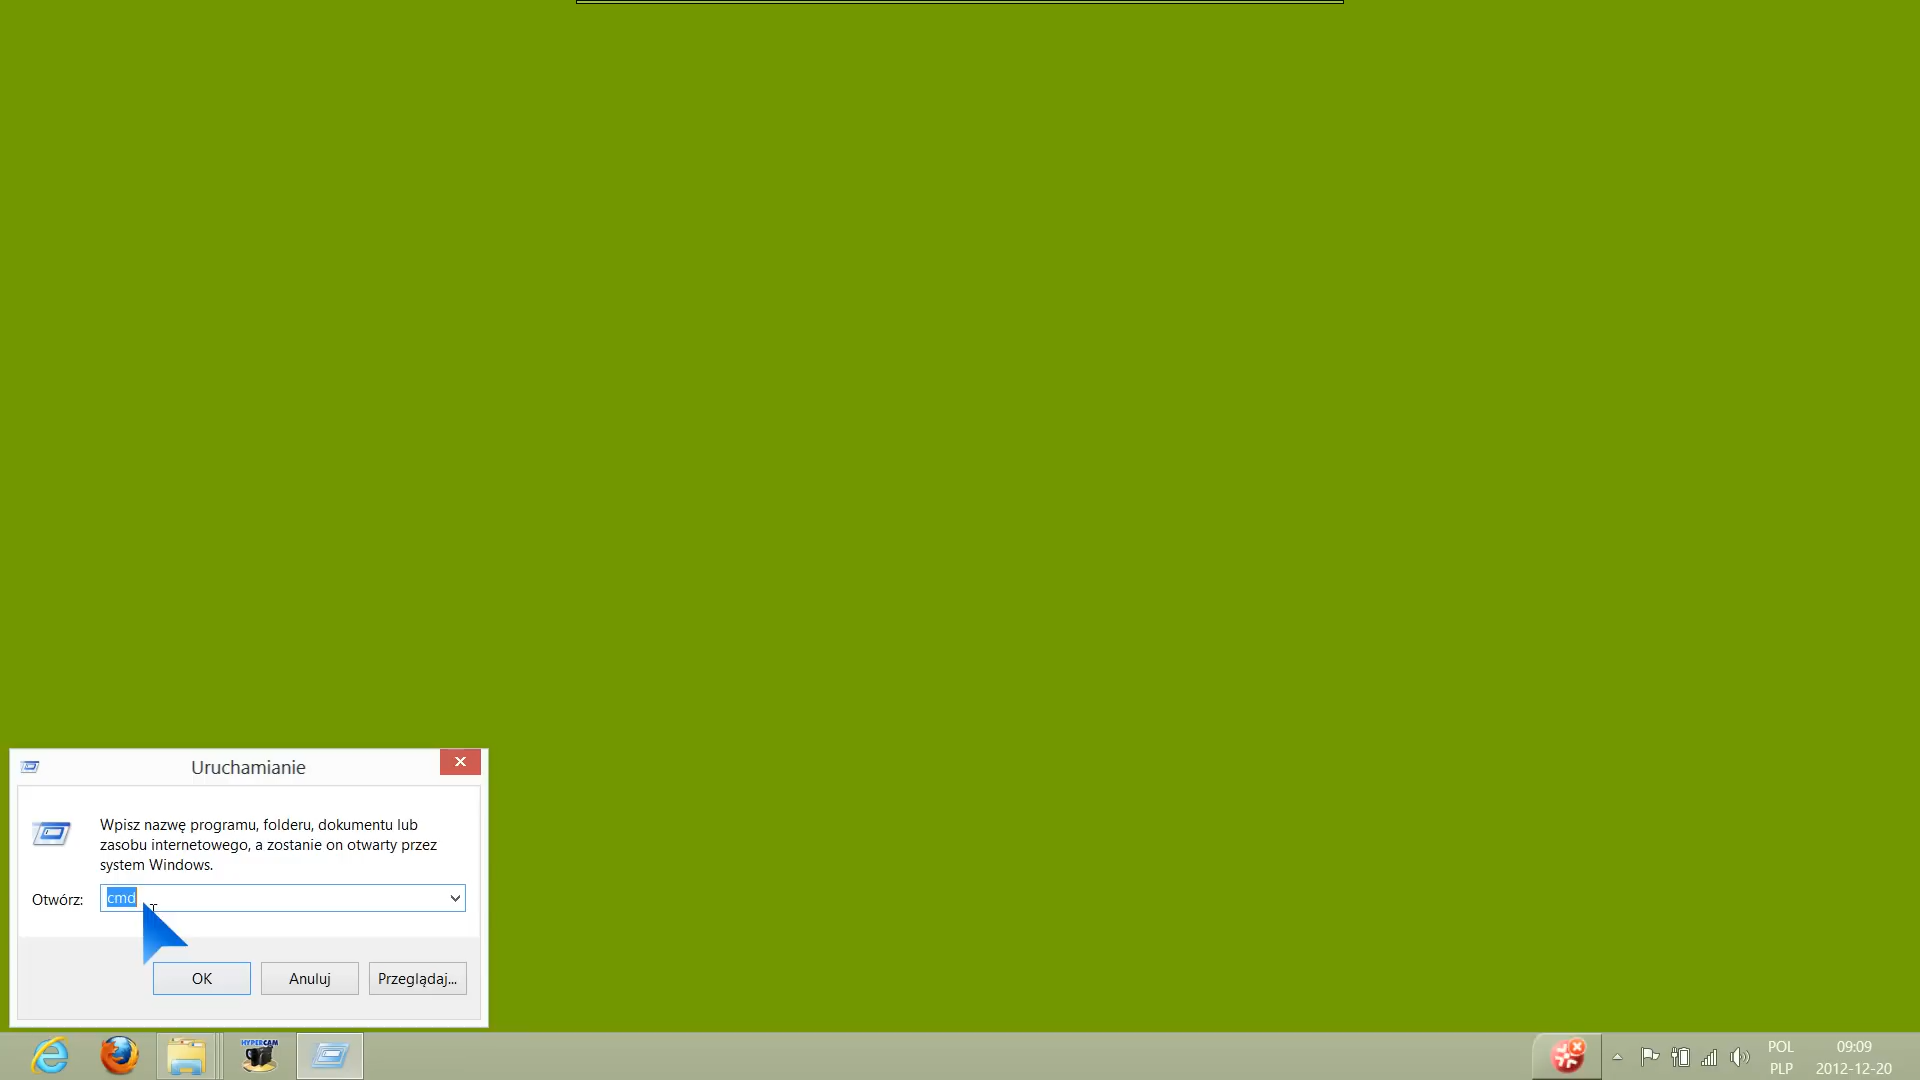 Uruchamianie
Wpisz nazwę programu, folderu, dokumentu lub
zasobu internetowego, a zostanie on otwarty przez
system Windows.
Otwórz:
cmd
OK
Anuluj
Przeglądaj...
HYPERCAM
POL
PLP
09:09
2012-12-20